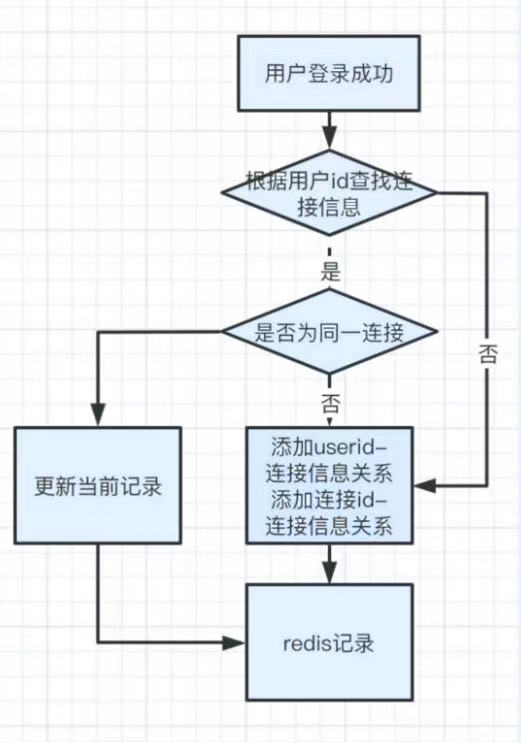 用户登录成功
根据用户id查找连
接信息
是
是否为同一连接
否
否
更新当前记录
添加userid-
连接信息关系
添加连接id-
连接信息关系
redis记录